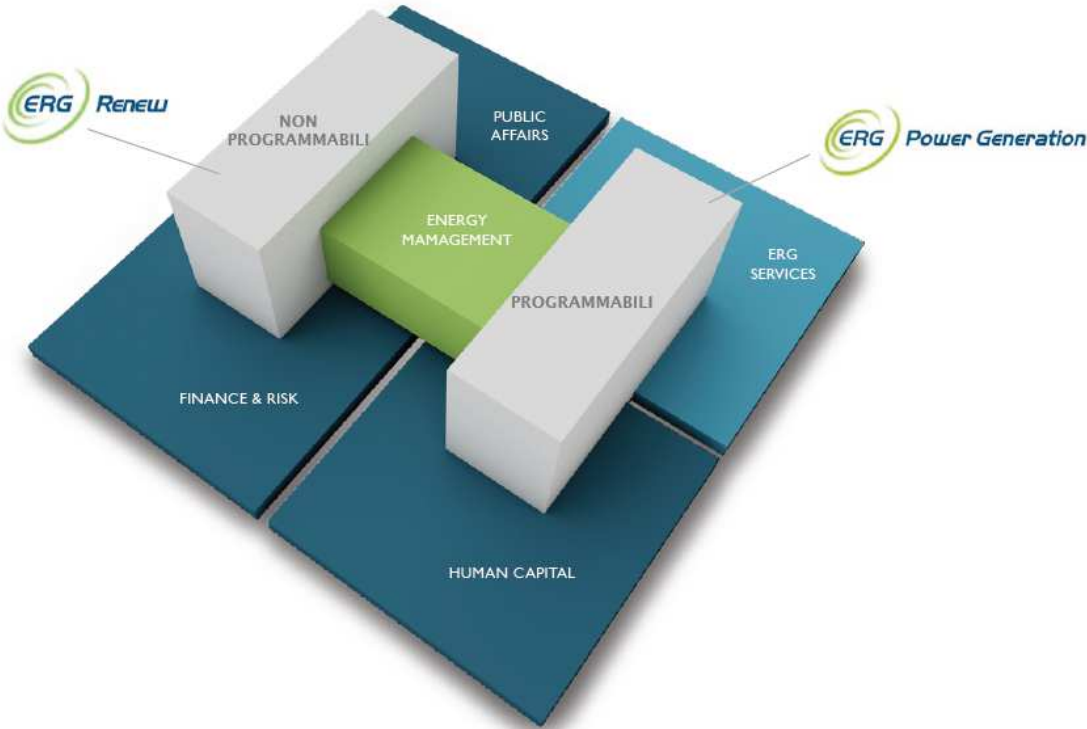 ERG Renew
NON
PROGRAMMABILI
PUBLIC
AFFAIRS
ERG Power Generation
ENERGY
MAMAGEMENT
ERG
SERVICES
PROGRAMMABILI
FINANCE & RISK
HUMAN CAPITAL